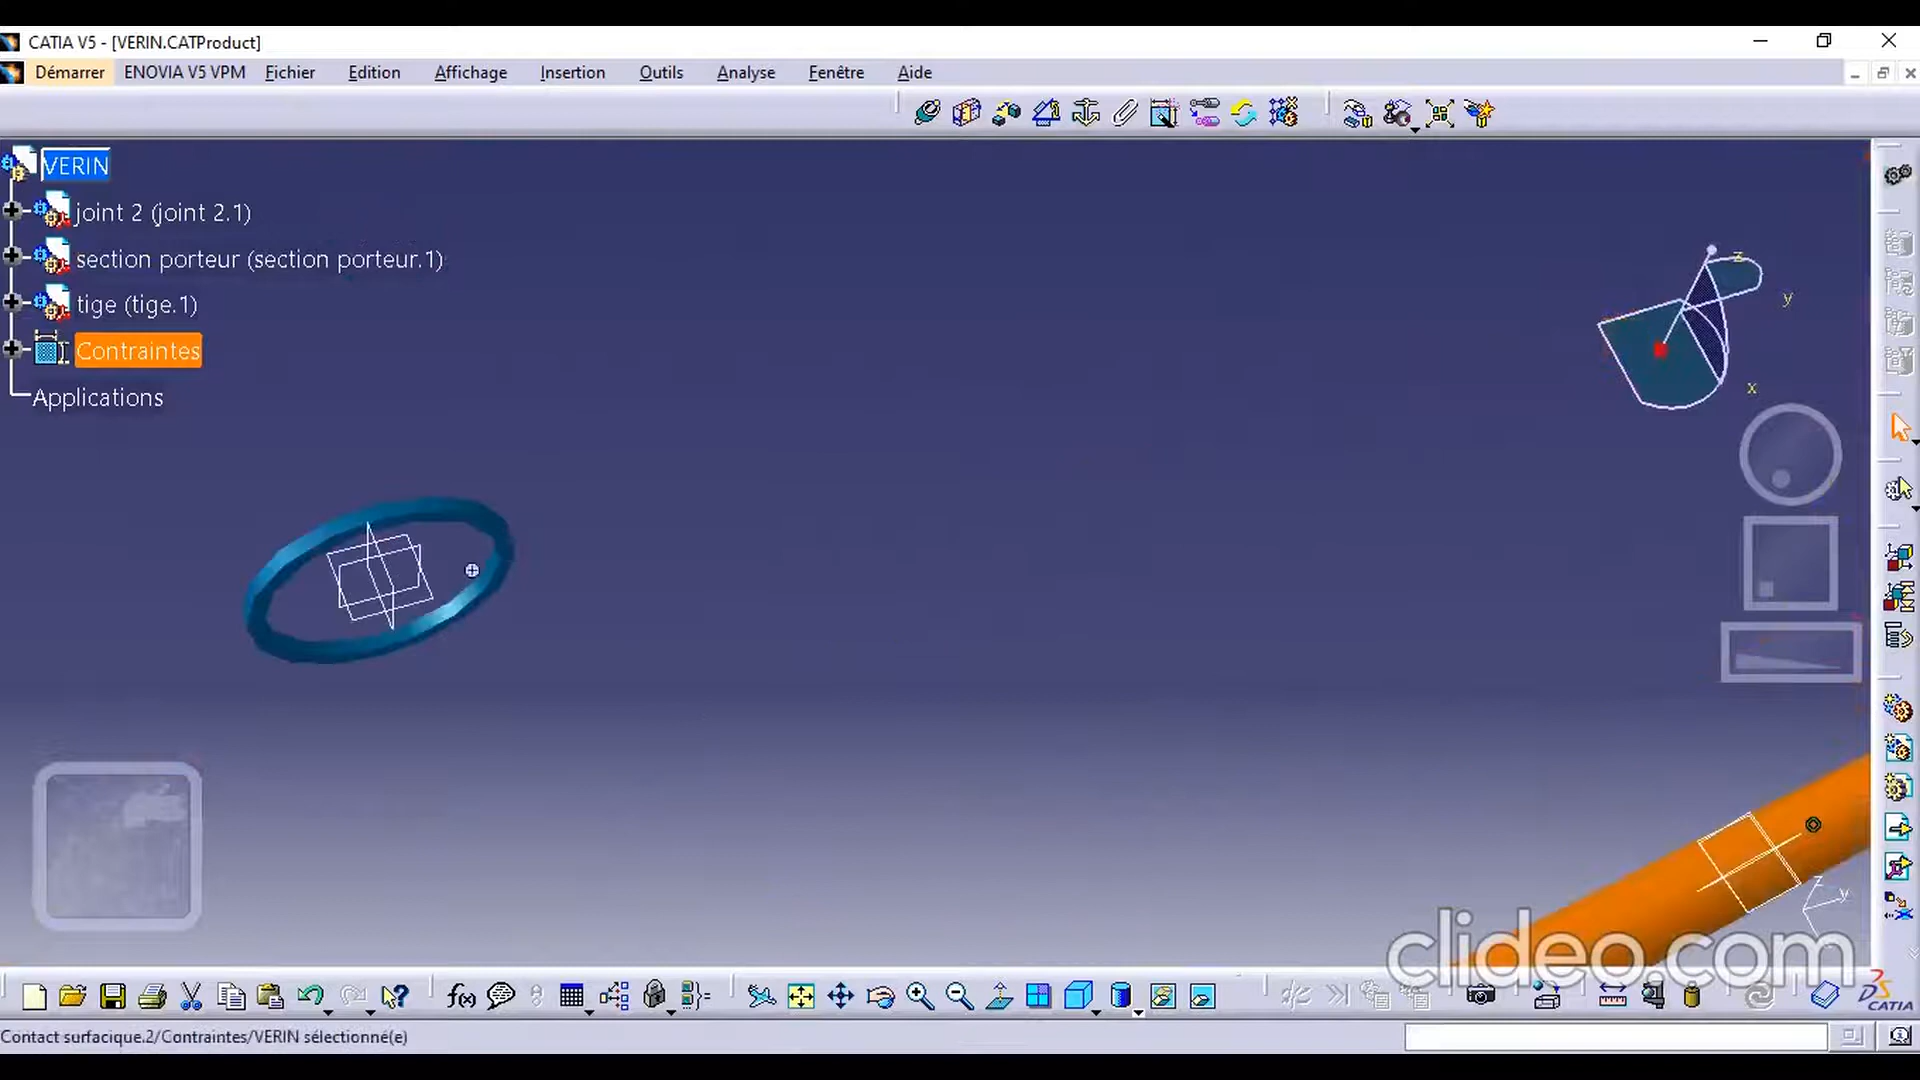 CATIA V5 - [VERIN.CATProduct]
Démarrer ENOVIA V5 VPM Fichier Edition Affichage Insertion Outils Analyse Fenêtre Aide
VERIN
joint 2 (joint 2.1)
section porteur (section porteur.1)
tige (tige.1)
Contraintes
Applications
z
y
x
z
y
clideo.com
f(x)
CATIA
Contact surfacique.2/Contraintes/VERIN sélectionné(e)